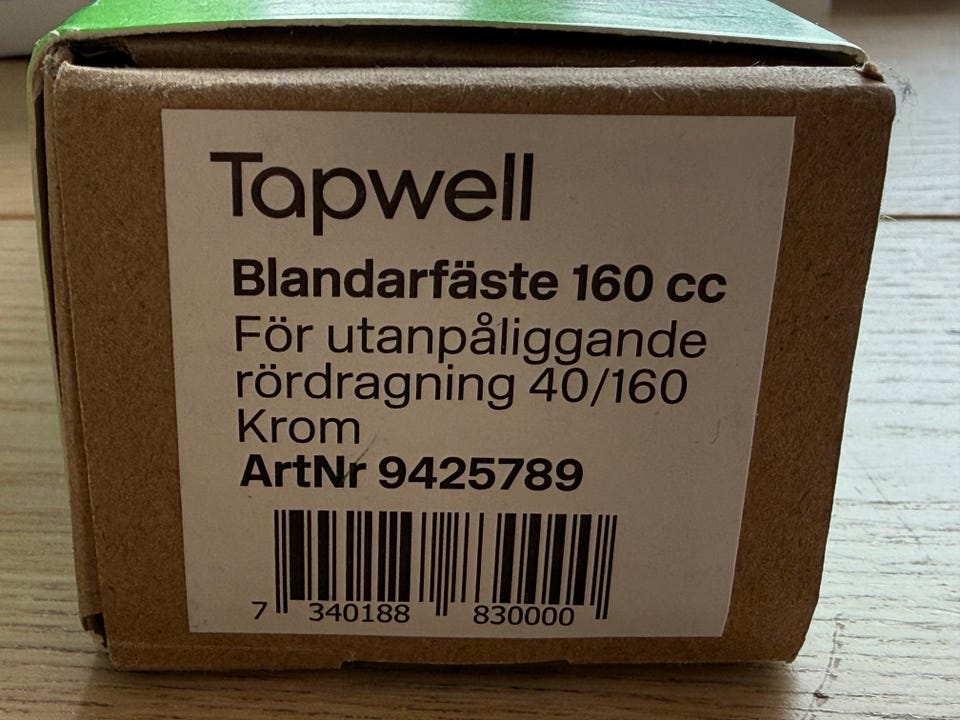 Tapwell
Blandarfäste 160 cc
För utanpåliggande
rördragning 40/160
Krom
ArtNr 9425789
7 340188 830000